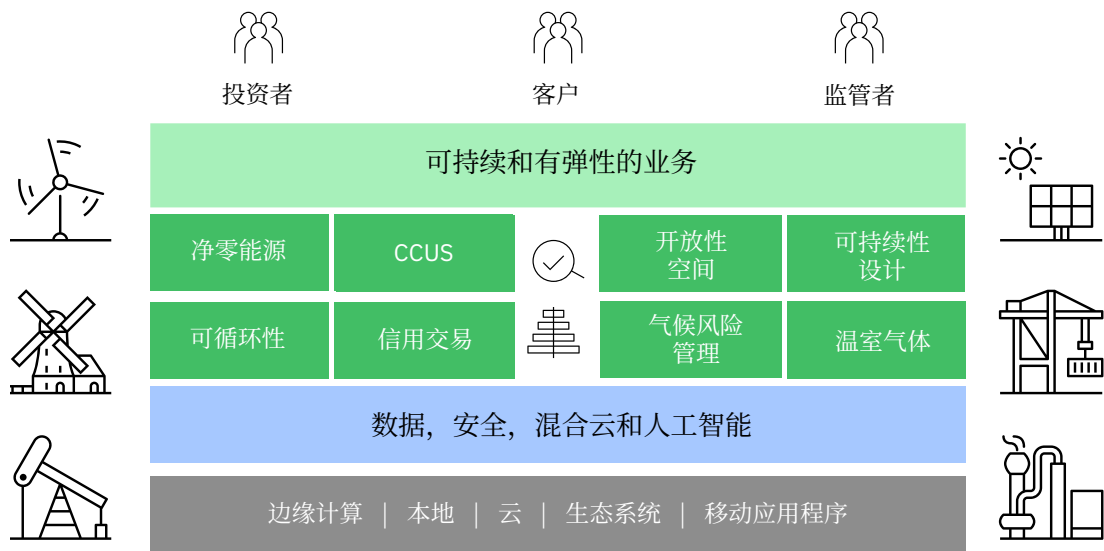 投资者
客户
监管者
可持续和有弹性的业务
净零能源
CCUS
开放性
空间
可持续性
设计
可循环性
信用交易
气候风险
管理
温室气体
数据，安全，混合云和人工智能
边缘计算 | 本地 | 云 | 生态系统 | 移动应用程序